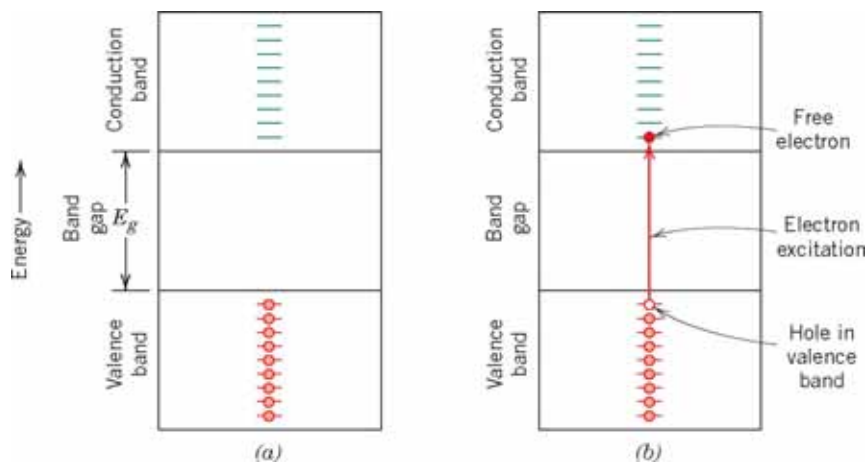 Energy
Conduction
band
Band
gap
E_g
Valence
band
(a)
Conduction
band
Band
gap
Valence
band
Free
electron
Electron
excitation
Hole in
valence
band
(b)